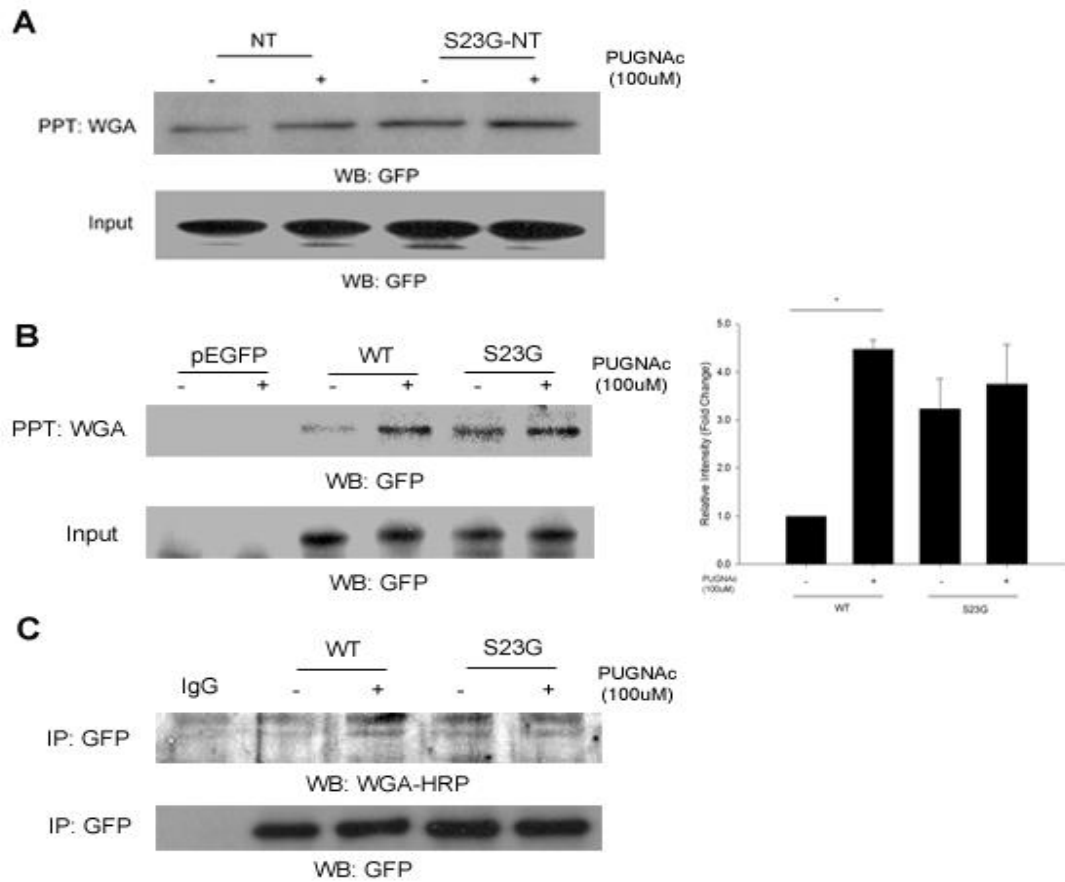 A
NT S23G-NT PUGNAc
(100uM)
- + - +
PPT: WGA
WB: GFP
Input
WB: GFP
B
pEGFP WT S23G PUGNAc
(100uM)
- + - + - +
PPT: WGA
WB: GFP
Input
WB: GFP
*
Relative Intensity (Fold Change)
5.0
4.0
3.0
2.0
1.0
0.0
PUGNAc
(100uM)
- + - +
WT S23G
C
WT S23G PUGNAc
(100uM)
IgG - + - +
IP: GFP
WB: WGA-HRP
IP: GFP
WB: GFP